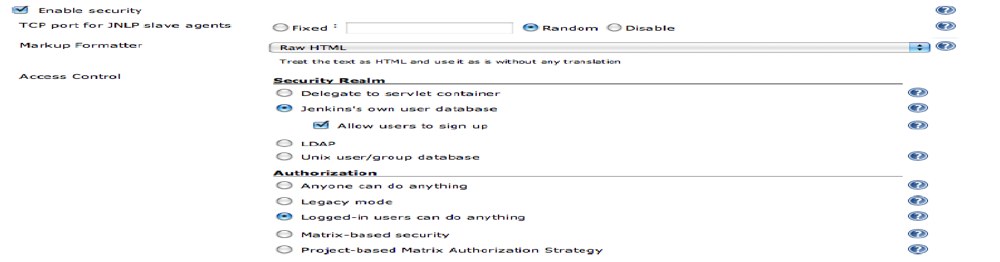 Enable security
TCP port for JNLP slave agents
Fixed : Random Disable
Markup Formatter
Raw HTML
Treat the text as HTML and use it as is without any translation
Access Control
Security Realm
Delegate to servlet container
Jenkins's own user database
Allow users to sign up
LDAP
Unix user/group database
Authorization
Anyone can do anything
Legacy mode
Logged-in users can do anything
Matrix-based security
Project-based Matrix Authorization Strategy